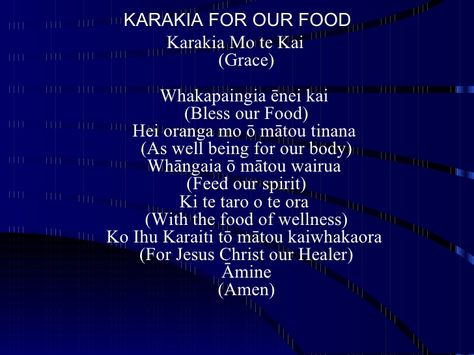 KARAKIA FOR OUR FOOD
Karakia Mo te Kai
(Grace)
Whakapaingia ēnei kai
(Bless our Food)
Hei oranga mo ō mātou tinana
(As well being for our body)
Whāngaia ō mātou wairua
(Feed our spirit)
Ki te taro o te ora
(With the food of wellness)
Ko Ihu Karaiti tō mātou kaiwhakaora
(For Jesus Christ our Healer)
Āmine
(Amen)